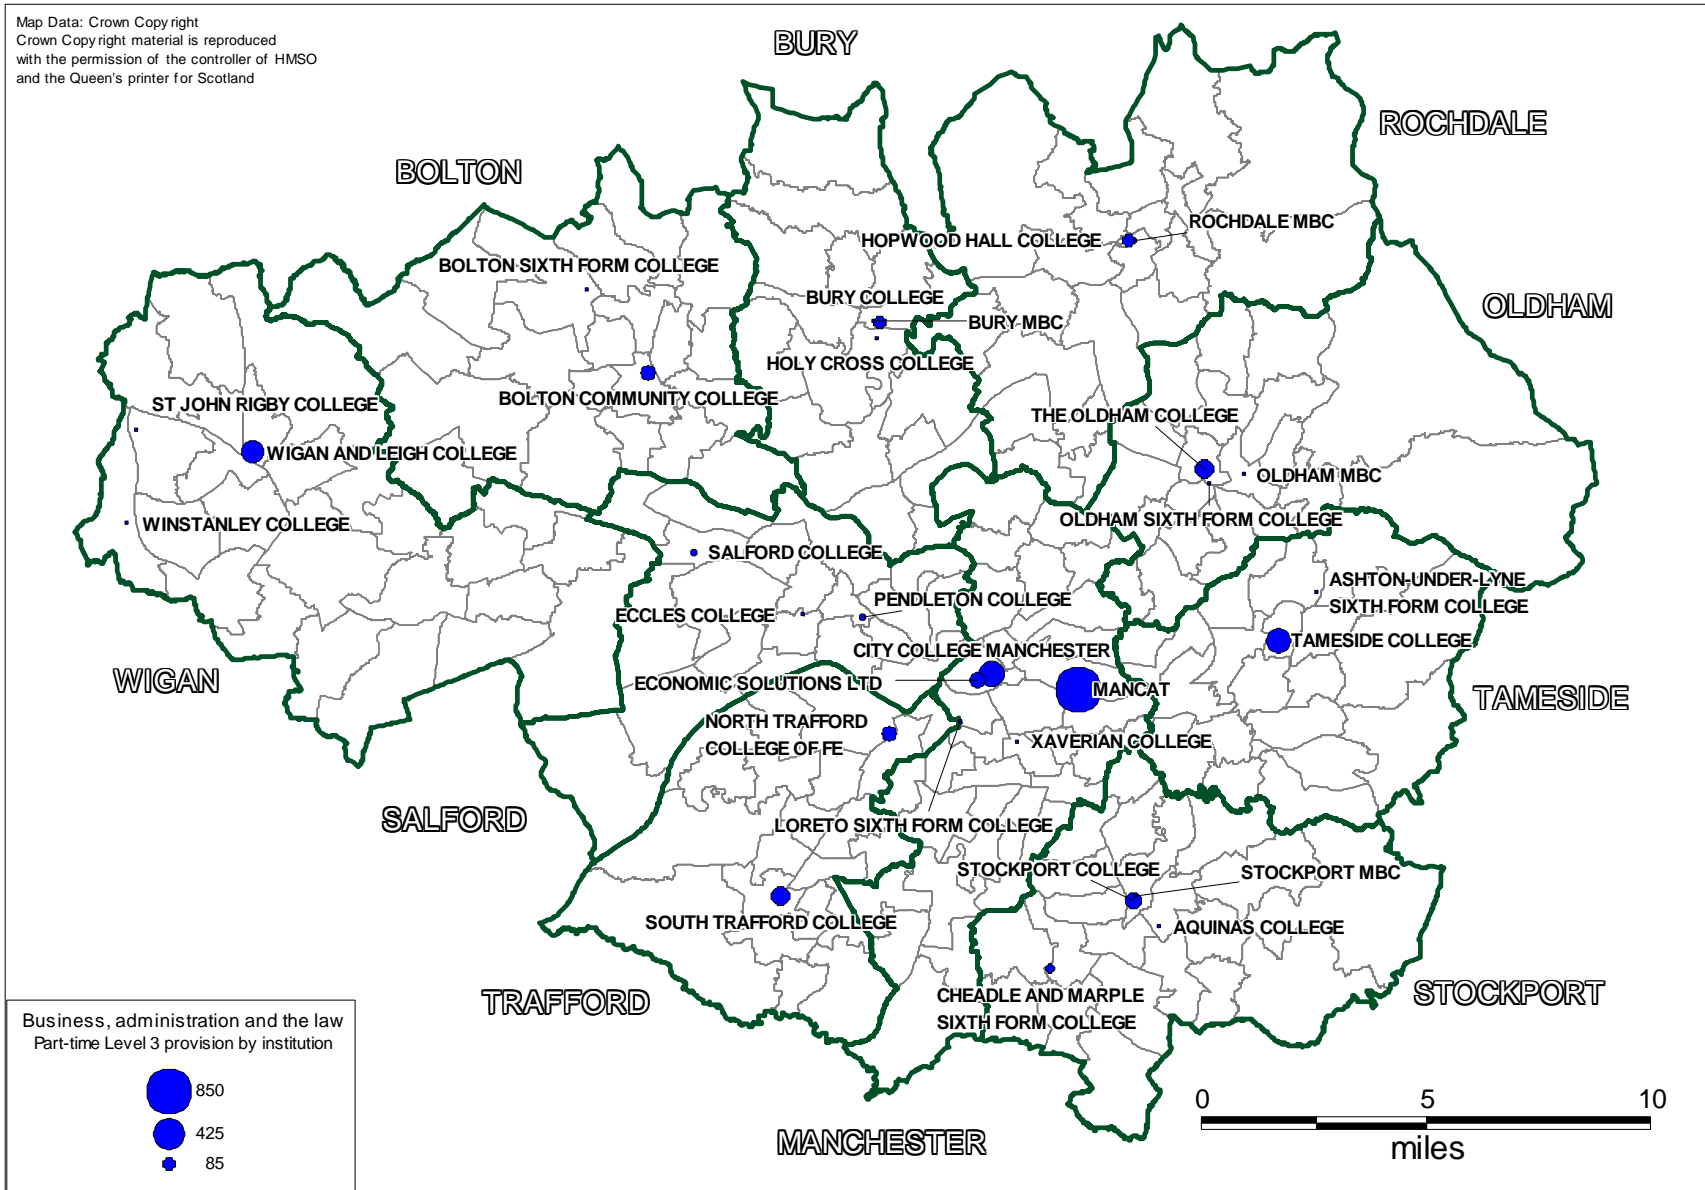 Map Data: Crown Copyright
Crown Copyright material is reproduced
with the permission of the controller of HMSO
and the Queen's printer for Scotland
BURY
ROCHDALE
BOLTON
ROCHDALE MBC
HOPWOOD HALL COLLEGE
BOLTON SIXTH FORM COLLEGE
BURY COLLEGE
OLDHAM
BURY MBC
HOLY CROSS COLLEGE
BOLTON COMMUNITY COLLEGE
ST JOHN RIGBY COLLEGE
THE OLDHAM COLLEGE
WIGAN AND LEIGH COLLEGE
OLDHAM MBC
WINSTANLEY COLLEGE
OLDHAM SIXTH FORM COLLEGE
SALFORD COLLEGE
ASHTON-UNDER-LYNE
SIXTH FORM COLLEGE
PENDLETON COLLEGE
ECCLES COLLEGE
TAMESIDE COLLEGE
CITY COLLEGE MANCHESTER
WIGAN
ECONOMIC SOLUTIONS LTD
MANCAT
TAMESIDE
NORTH TRAFFORD
COLLEGE OF FE
XAVERIAN COLLEGE
SALFORD
LORETO SIXTH FORM COLLEGE
STOCKPORT COLLEGE
STOCKPORT MBC
SOUTH TRAFFORD COLLEGE
AQUINAS COLLEGE
TRAFFORD
CHEADLE AND MARPLE
SIXTH FORM COLLEGE
STOCKPORT
Business, administration and the law
Part-time Level 3 provision by institution
850
425
85
MANCHESTER
0 5 10
miles